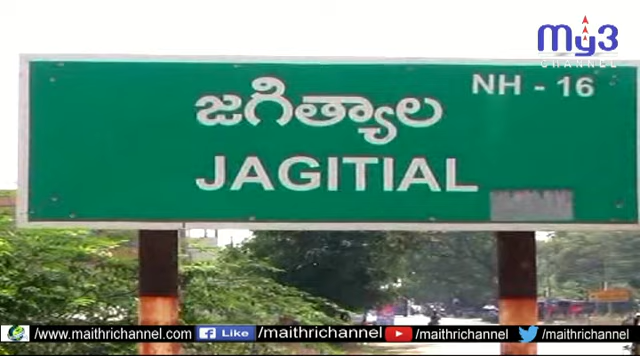 My3
CHANNEL
NH - 16
జగిత్యాల
JAGITIAL
/www.maithrichannel.com Like /maithrichannel /maithrichannel /maithrichannel